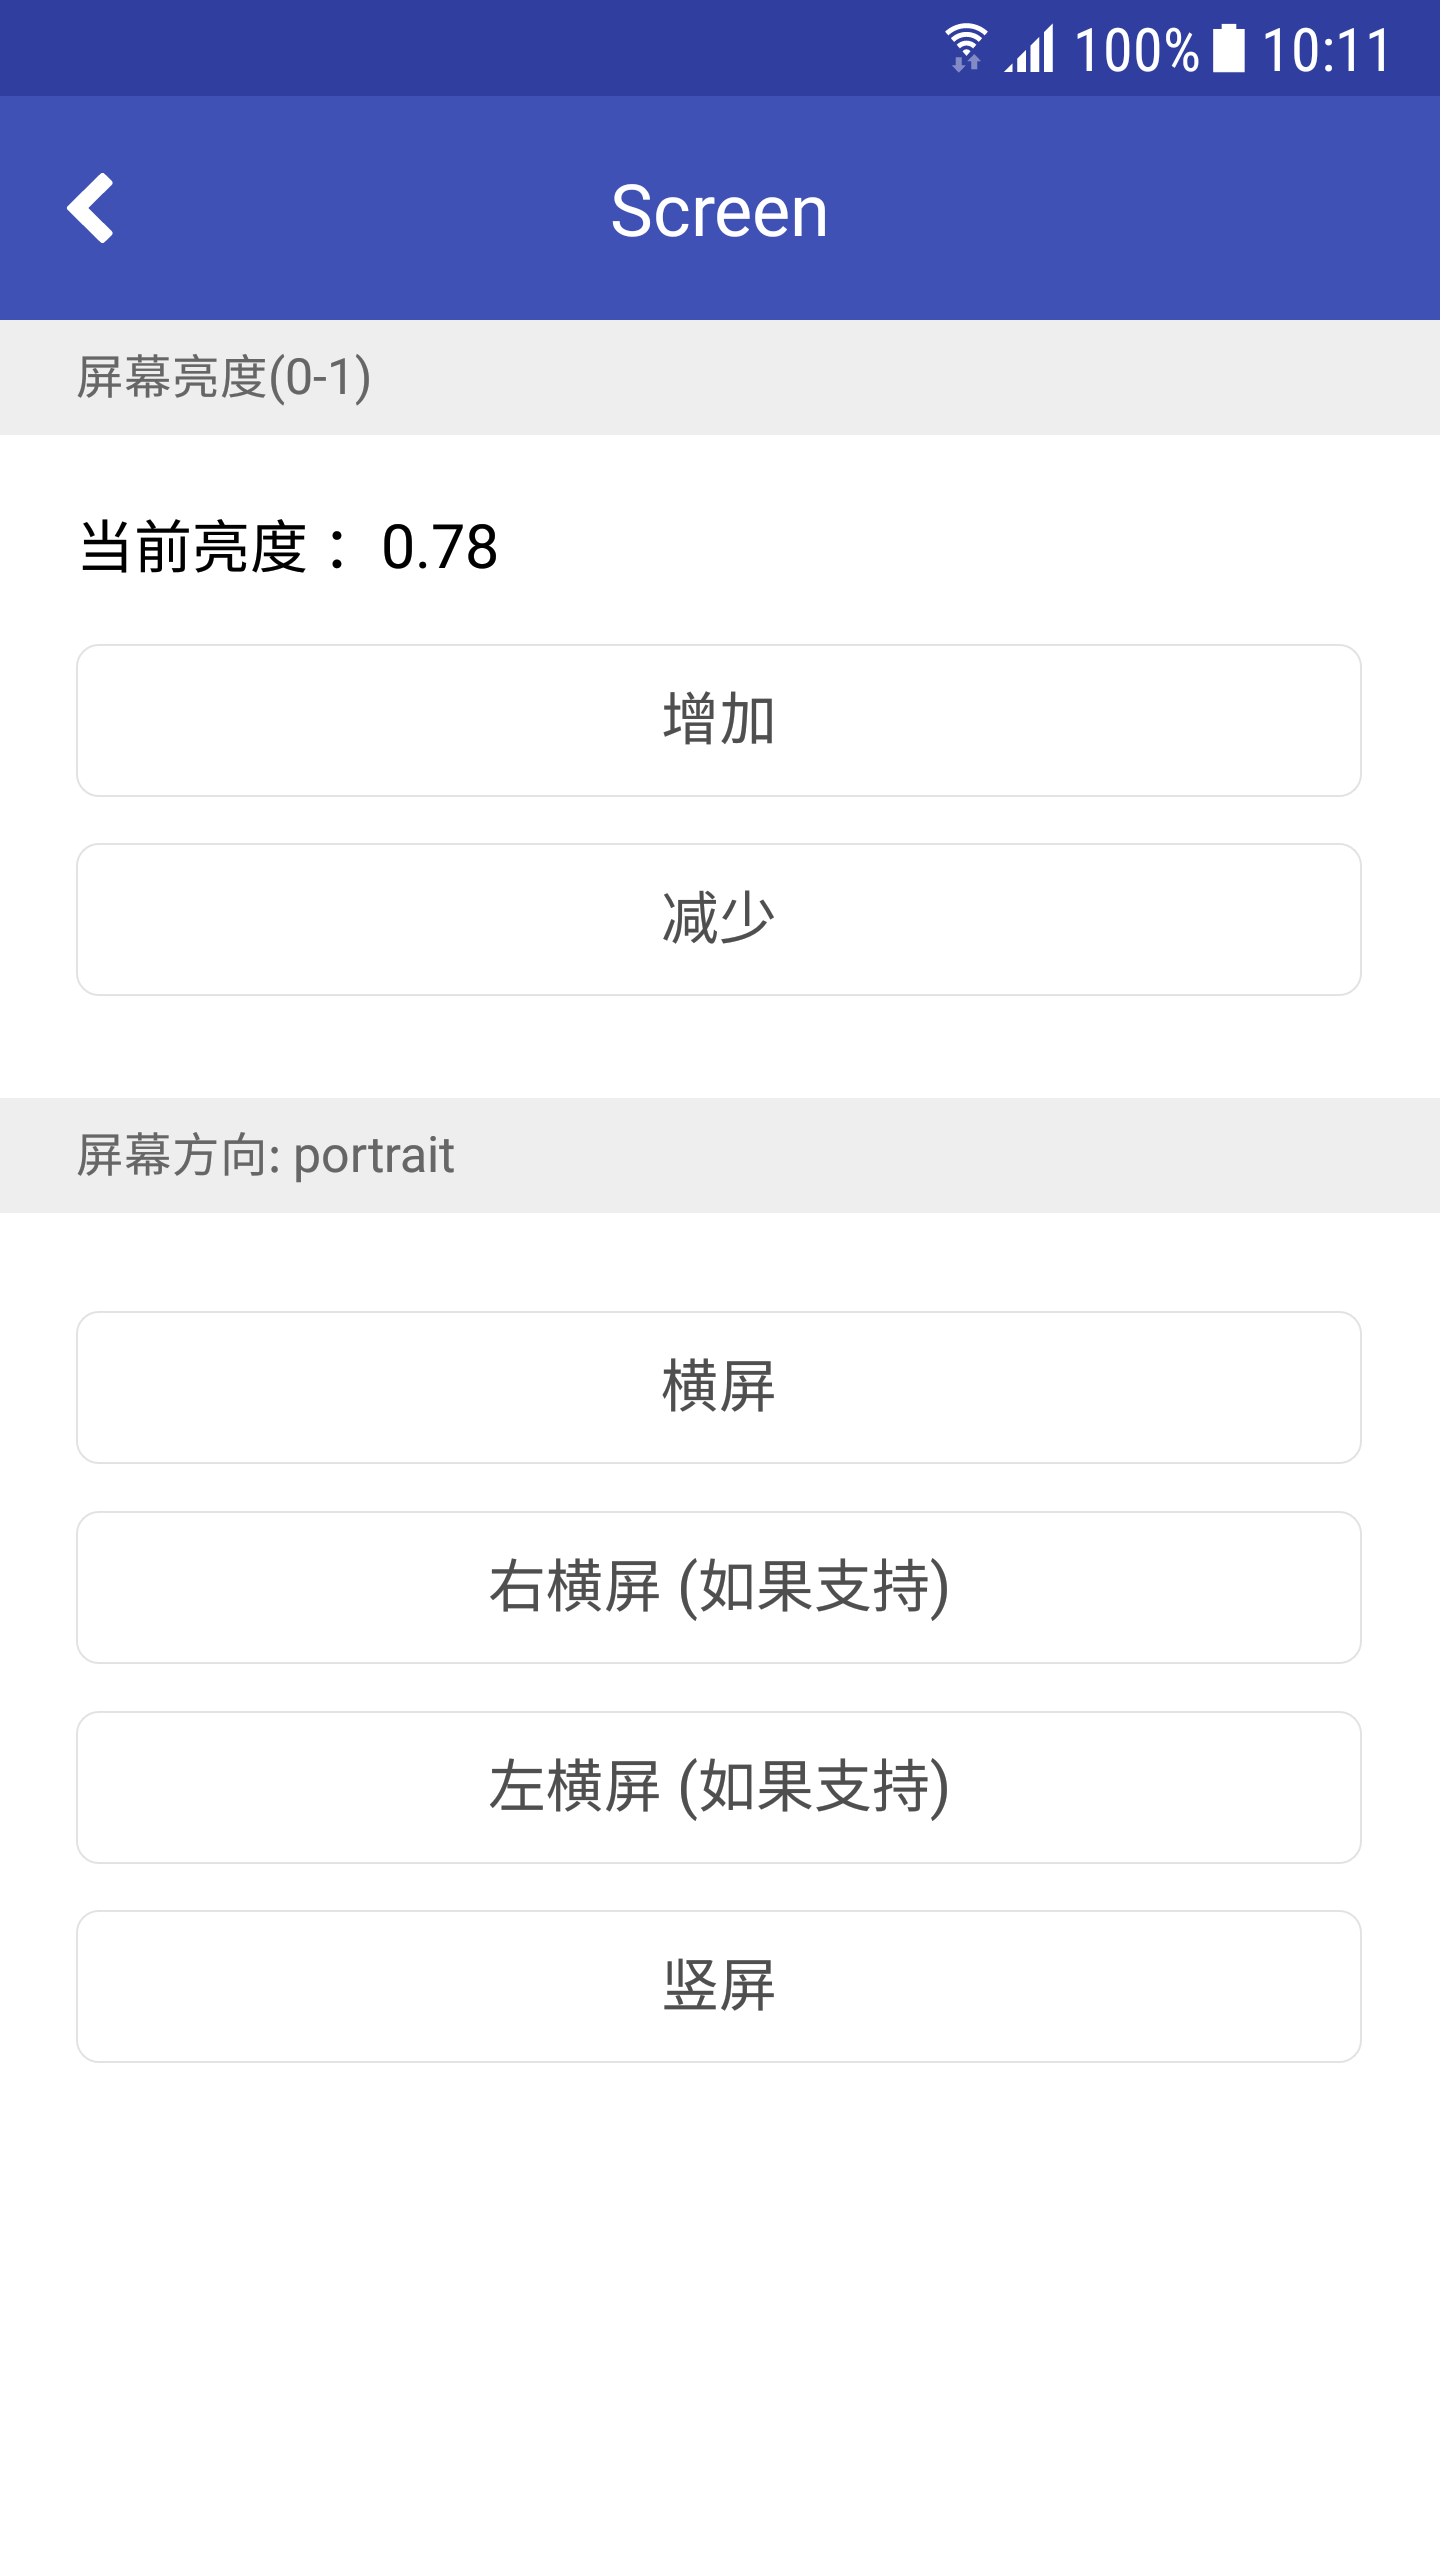 100% 10:11
Screen
屏幕亮度(0-1)
当前亮度：0.78
增加
减少
屏幕方向: portrait
横屏
右横屏 (如果支持)
左横屏 (如果支持)
竖屏